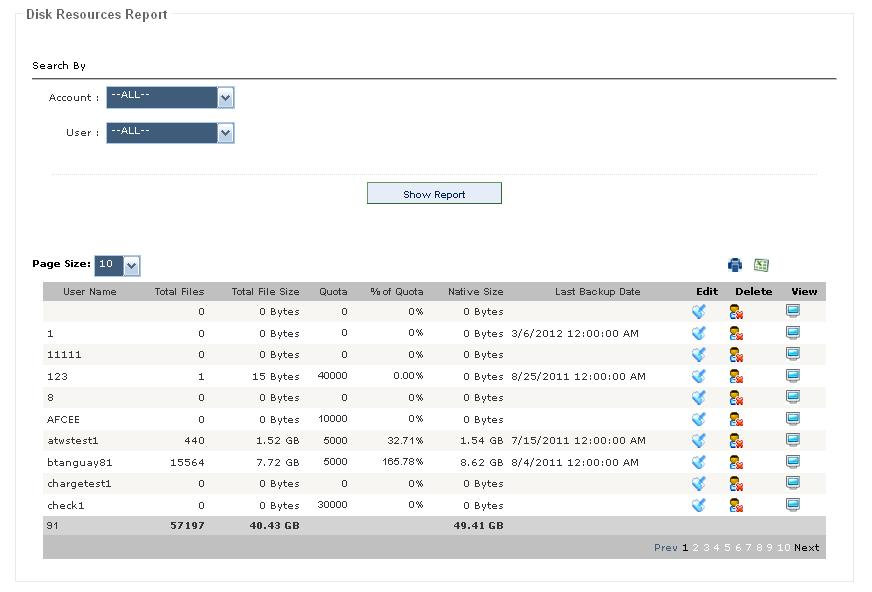 Disk Resources Report
Search By
Account : --ALL--
User : --ALL--
Show Report
Page Size: 10
User Name Total Files Total File Size Quota % of Quota Native Size Last Backup Date Edit Delete View
0 0 Bytes 0 0% 0 Bytes
1 0 0 Bytes 0 0% 0 Bytes 3/6/2012 12:00:00 AM
11111 0 0 Bytes 0 0% 0 Bytes
123 1 15 Bytes 40000 0.00% 0 Bytes 8/25/2011 12:00:00 AM
8 0 0 Bytes 0 0% 0 Bytes
AFCEE 0 0 Bytes 10000 0% 0 Bytes
atwstest1 440 1.52 GB 5000 32.71% 1.54 GB 7/15/2011 12:00:00 AM
btanguay81 15564 7.72 GB 5000 165.78% 8.62 GB 8/4/2011 12:00:00 AM
chargetest1 0 0 Bytes 0 0% 0 Bytes
check1 0 0 Bytes 30000 0% 0 Bytes
91 57197 40.43 GB 49.41 GB
Prev 1 2 3 4 5 6 7 8 9 10 Next